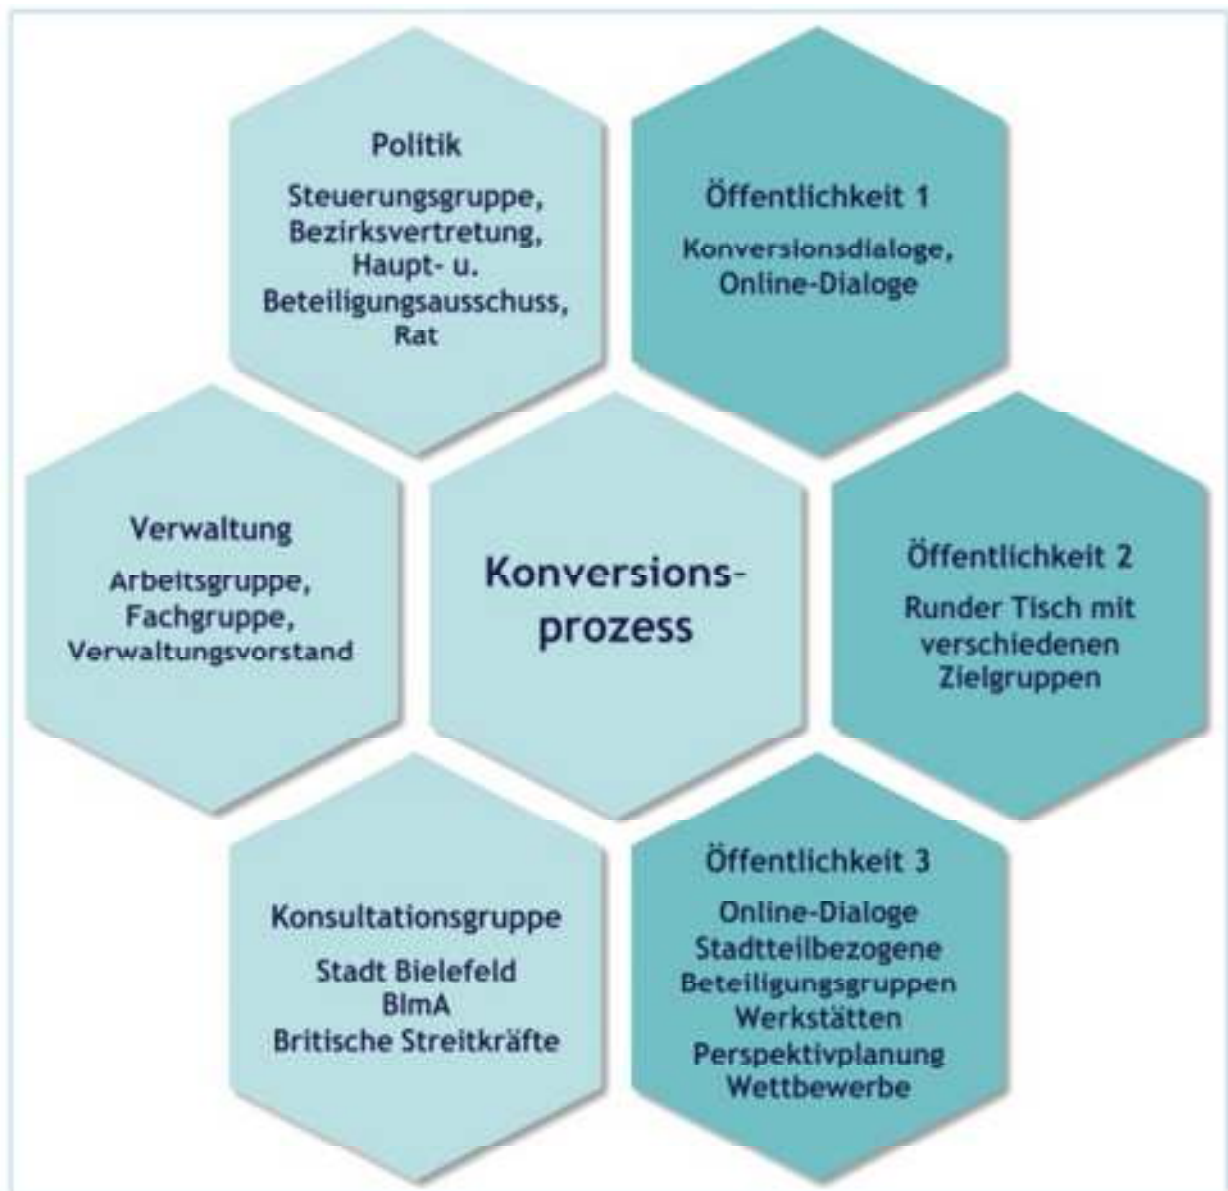 Politik
Steuerungsgruppe,
Bezirksvertretung,
Haupt- u.
Beteiligungsausschuss,
Rat
Öffentlichkeit 1
Konversionsdialoge,
Online-Dialoge
Verwaltung
Arbeitsgruppe,
Fachgruppe,
Verwaltungsvorstand
Konversions-
prozess
Öffentlichkeit 2
Runder Tisch mit
verschiedenen
Zielgruppen
Konsultationsgruppe
Stadt Bielefeld
BImA
Britische Streitkräfte
Öffentlichkeit 3
Online-Dialoge
Stadtteilbezogene
Beteiligungsgruppen
Werkstätten
Perspektivplanung
Wettbewerbe